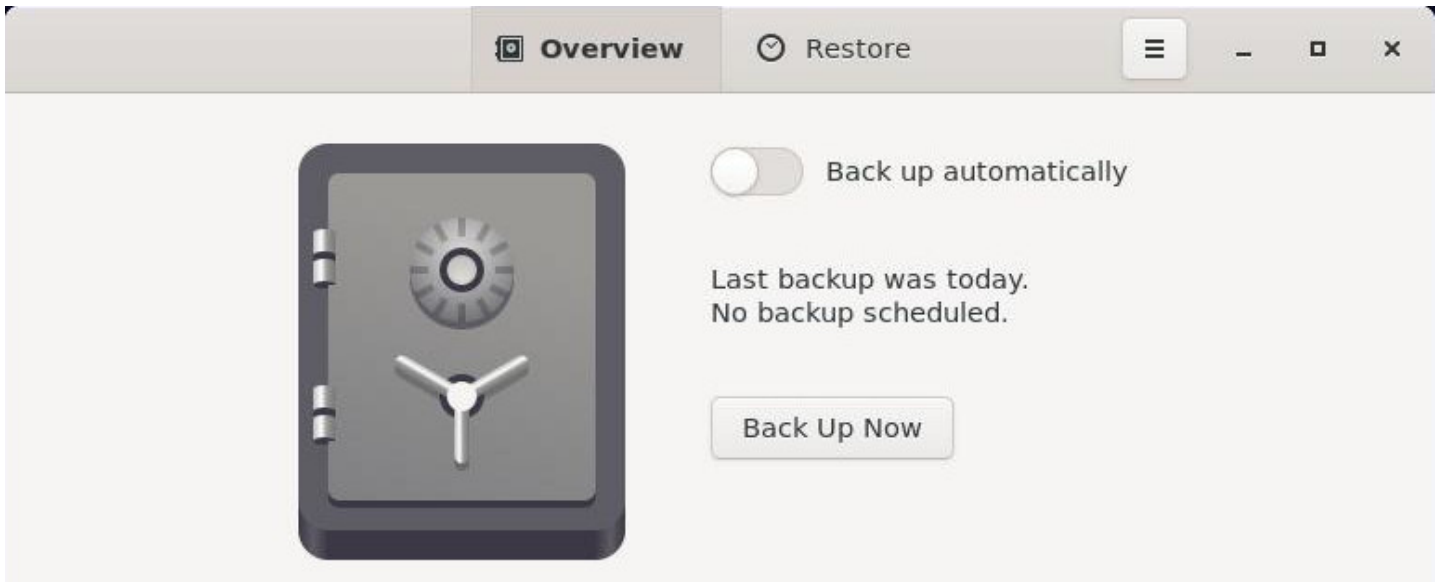 Overview
Restore
Back up automatically
Last backup was today.
No backup scheduled.
Back Up Now